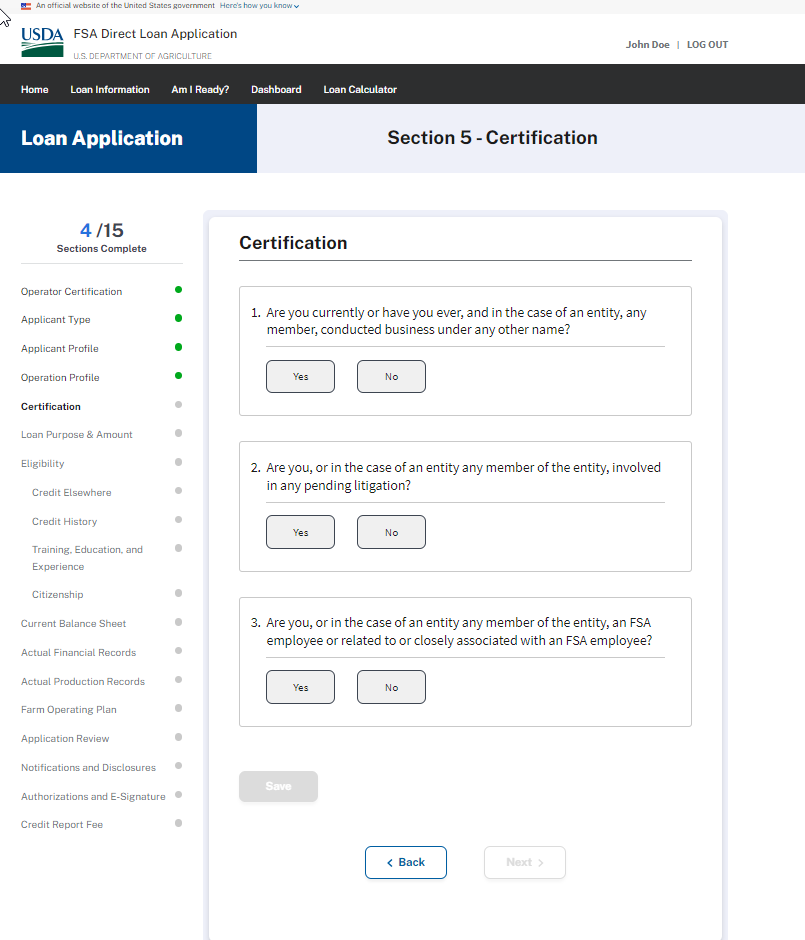 An official website of the United States government Here's how you know
USDA
FSA Direct Loan Application
U.S. DEPARTMENT OF AGRICULTURE
John Doe | LOG OUT
Home Loan Information Am I Ready? Dashboard Loan Calculator
Loan Application
Section 5 - Certification
4 /15
Sections Complete
Operator Certification
Applicant Type
Applicant Profile
Operation Profile
Certification
Loan Purpose & Amount
Eligibility
Credit Elsewhere
Credit History
Training, Education, and
Experience
Citizenship
Current Balance Sheet
Actual Financial Records
Actual Production Records
Farm Operating Plan
Application Review
Notifications and Disclosures
Authorizations and E-Signature
Credit Report Fee
Certification
1. Are you currently or have you ever, and in the case of an entity, any
member, conducted business under any other name?
Yes No
2. Are you, or in the case of an entity any member of the entity, involved
in any pending litigation?
Yes No
3. Are you, or in the case of an entity any member of the entity, an FSA
employee or related to or closely associated with an FSA employee?
Yes No
Save
< Back Next >